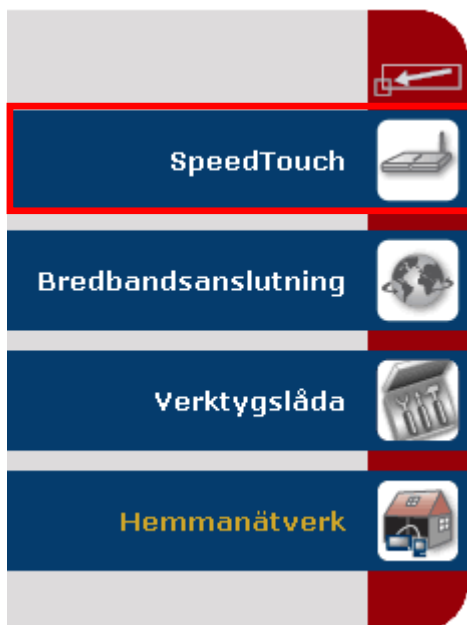 SpeedTouch
Bredbandsanslutning
Verktygslåda
Hemmanätverk